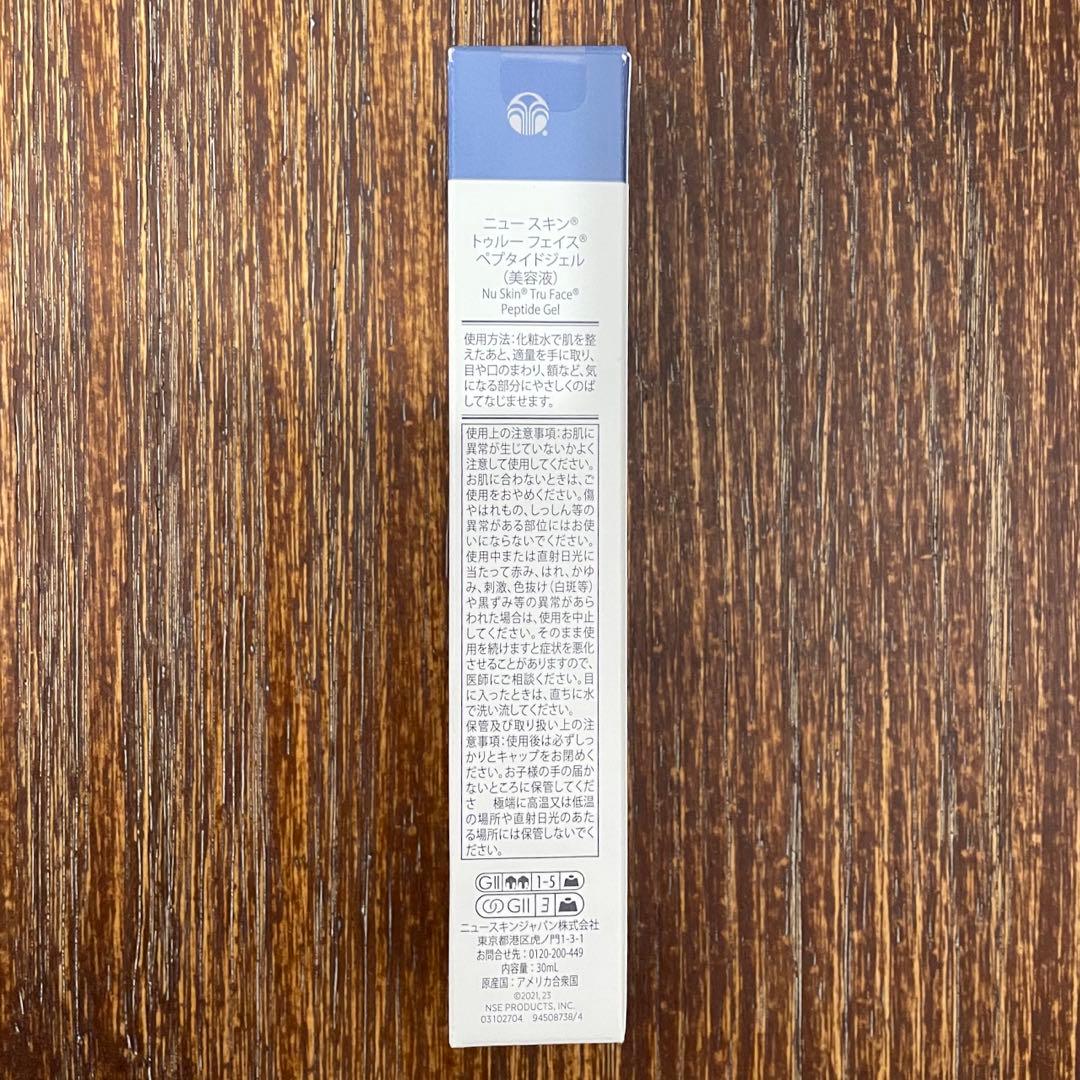 ニュー スキン®
トゥルー フェイス®
ペプタイドジェル
(美容液)
Nu Skin® Tru Face®
Peptide Gel
使用方法:化粧水で肌を整
えたあと、適量を手に取り、
目や口のまわり、額など、気
になる部分にやさしくのば
してなじませます。
使用上の注意事項:お肌に
異常が生じていないかよく
注意して使用してください。
お肌に合わないときは、ご
使用をおやめください。傷
やはれもの、しっしん等の
異常がある部位にはお使
いにならないでください。
使用中または直射日光に
当たって赤み、はれ、かゆ
み、刺激、色抜け(白斑等)
や黒ずみ等の異常があら
われた場合は、使用を中止
してください。そのまま使
用を続けますと症状を悪化
させることがありますので、
医師にご相談ください。目
に入ったときは、直ちに水
で洗い流してください。
保管及び取り扱い上の注
意事項:使用後は必ずしっ
かりとキャップをお閉めく
ださい。お子様の手の届か
ないところに保管してくだ
さ 極端に高温又は低温
の場所や直射日光のあた
る場所には保管しないでく
ださい。
GII 1-5
GII 3
ニュースキンジャパン株式会社
東京都港区虎ノ門1-3-1
お問合せ先:0120-200-449
内容量:30mL
原産国:アメリカ合衆国
©2021, 23
NSE PRODUCTS, INC.
03102704 94508738/4